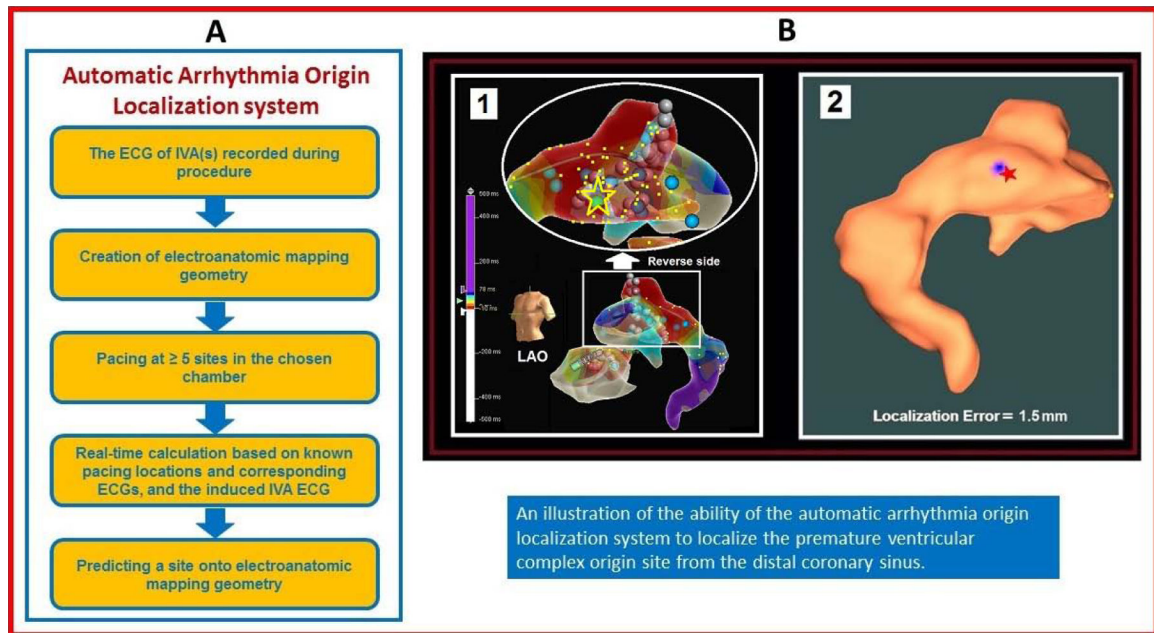 A
Automatic Arrhythmia Origin
Localization system
The ECG of IVA(s) recorded during
procedure
Creation of electroanatomic mapping
geometry
Pacing at ≥ 5 sites in the chosen
chamber
Real-time calculation based on known
pacing locations and corresponding
ECGs, and the induced IVA ECG
Predicting a site onto electroanatomic
mapping geometry
B
1
500 ms
400 ms
200 ms
Reverse side
78 ms
LAO
-200 ms
-400 ms
-500 ms
2
Localization Error = 1.5 mm
An illustration of the ability of the automatic arrhythmia origin
localization system to localize the premature ventricular
complex origin site from the distal coronary sinus.